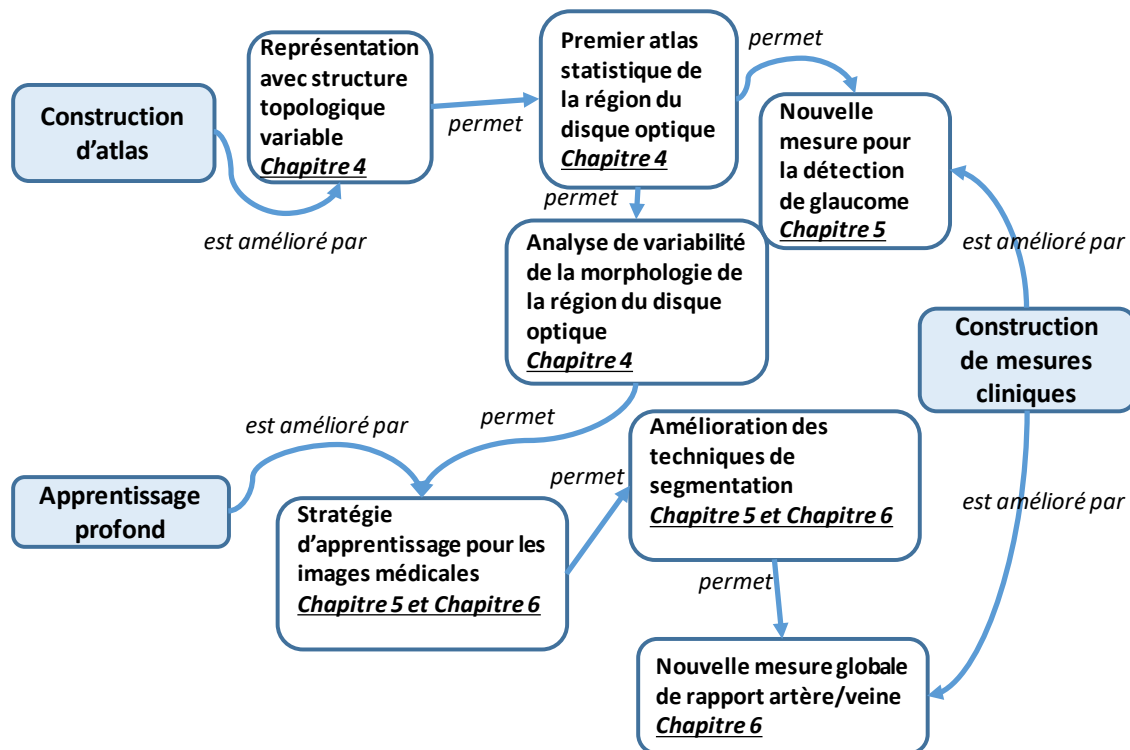 Représentation
avec structure
topologique
variable
Chapitre 4
permet
Premier atlas
statistique de
la région du
disque optique
Chapitre 4
permet
Nouvelle
mesure pour
la détection
de glaucome
Chapitre 5
Construction
d'atlas
est amélioré par
permet
Analyse de variabilité
de la morphologie de
la région du disque
optique
Chapitre 4
est amélioré par
Construction
de mesures
cliniques
est amélioré par
permet
Apprentissage
profond
Stratégie
d'apprentissage pour les
images médicales
Chapitre 5 et Chapitre 6
permet
Amélioration des
techniques de
segmentation
Chapitre 5 et Chapitre 6
est amélioré par
permet
Nouvelle mesure globale
de rapport artère/veine
Chapitre 6